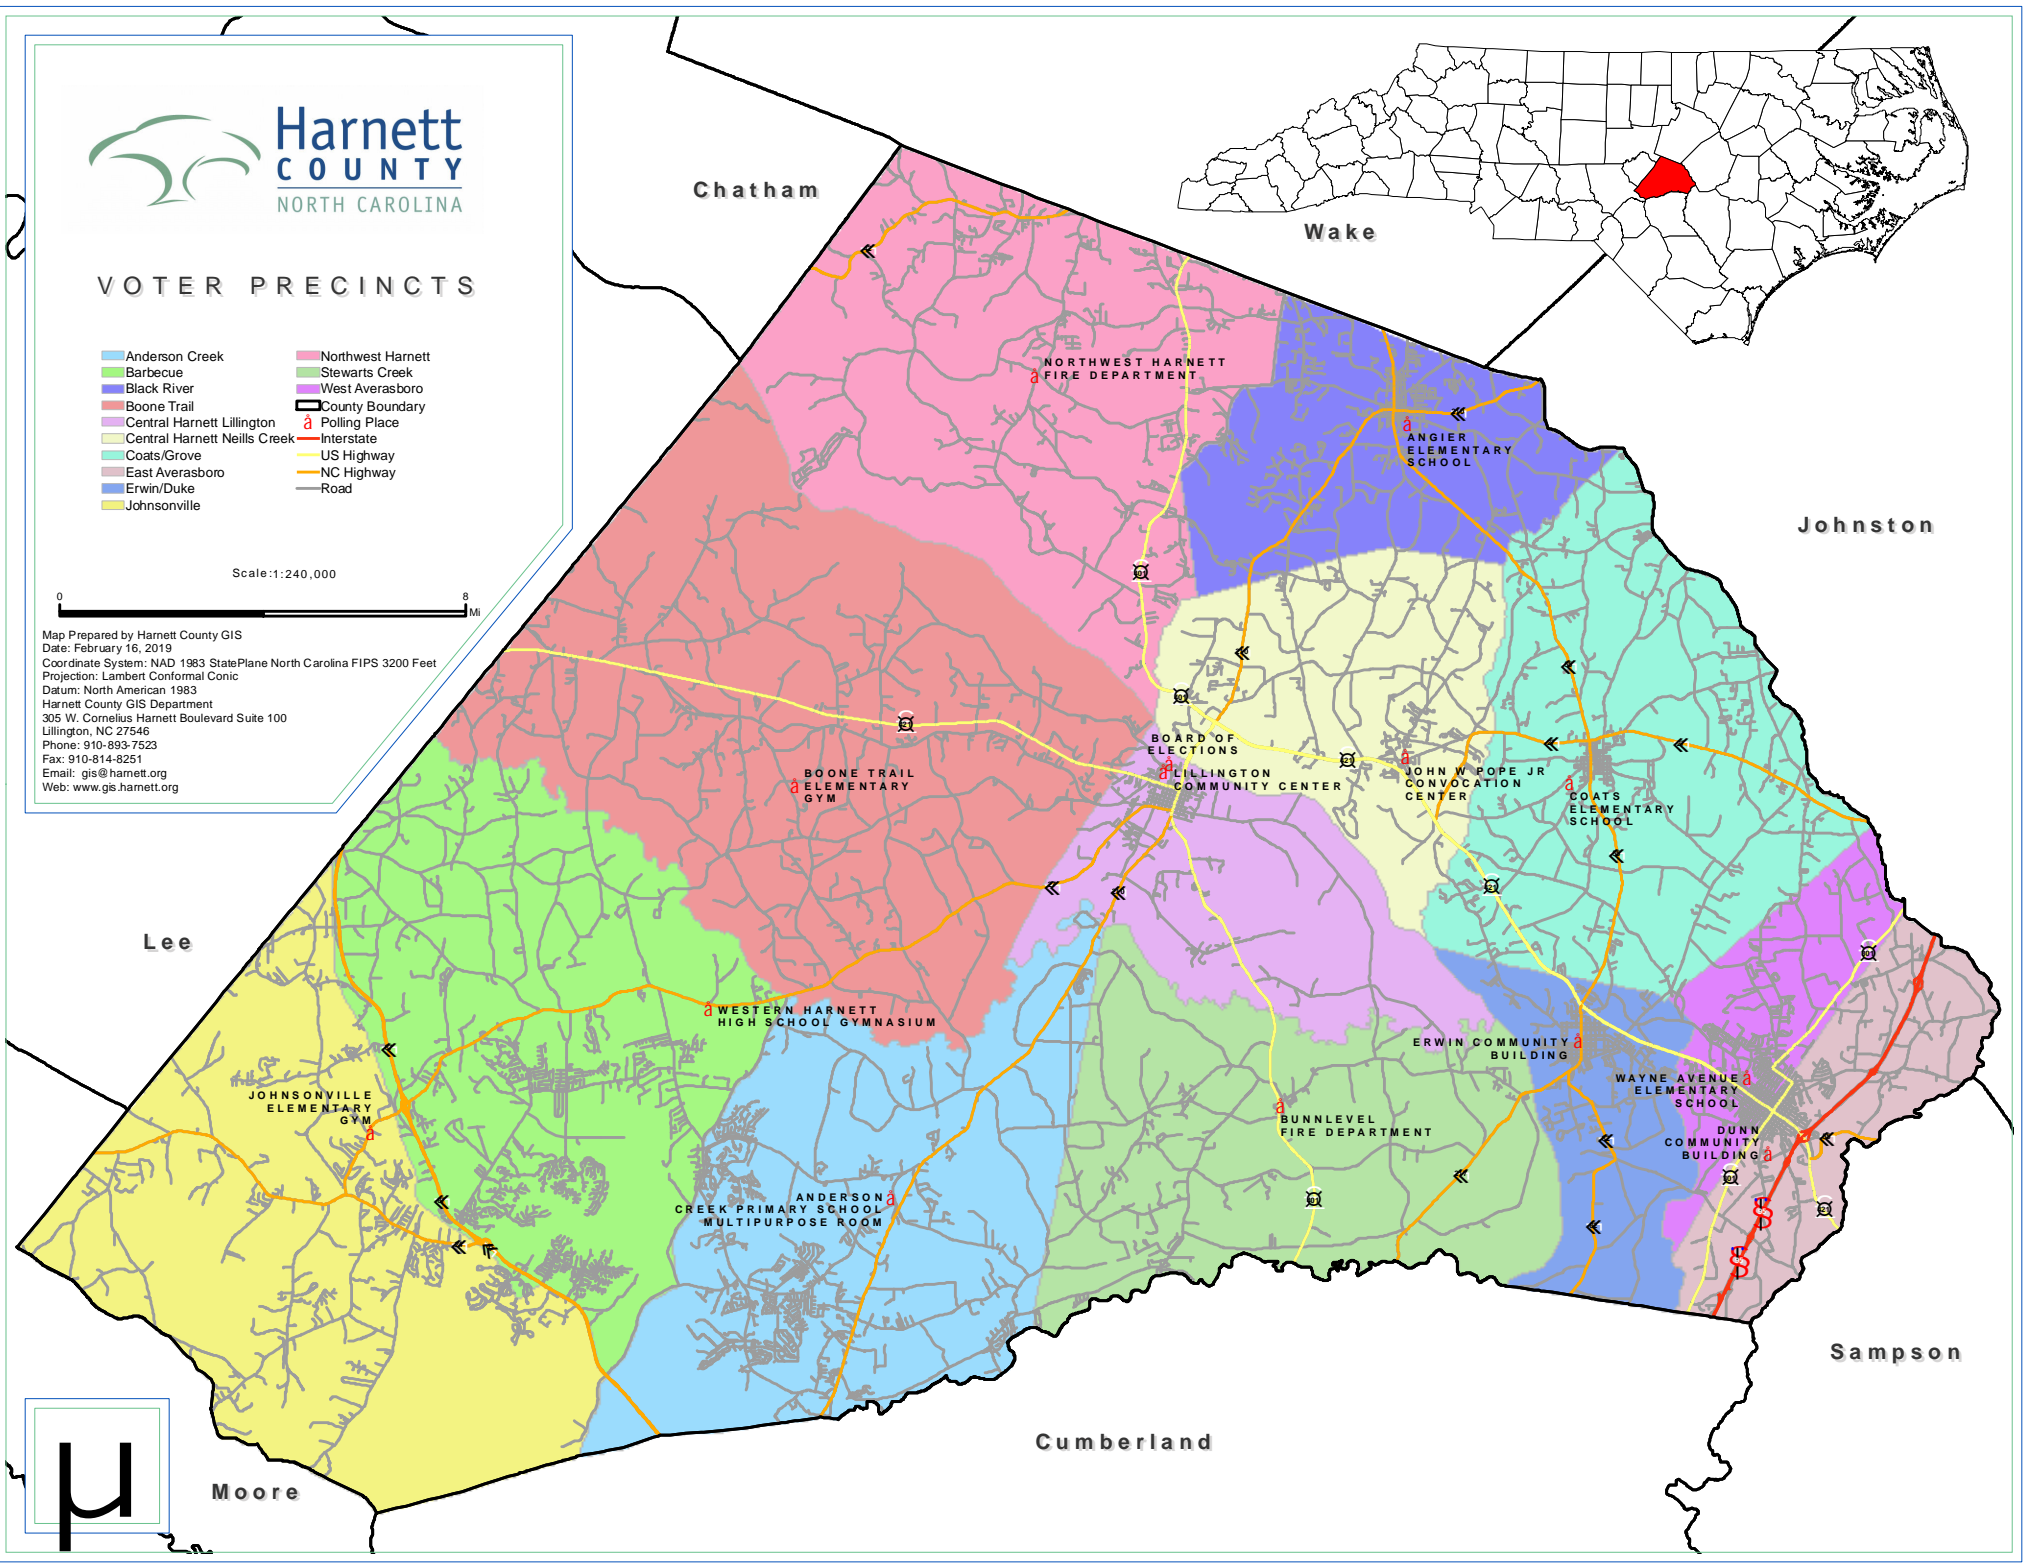 Harnett
COUNTY
NORTH CAROLINA
VOTER PRECINCTS
Anderson Creek
Barbecue
Black River
Boone Trail
Central Harnett Lillington
Central Harnett Neills Creek
Coats/Grove
East Averasboro
Erwin/Duke
Johnsonville
Northwest Harnett
Stewarts Creek
West Averasboro
County Boundary
å Polling Place
Interstate
US Highway
NC Highway
Road
Scale:1:240,000
0 8
Mi
Map Prepared by Harnett County GIS
Date: February 16, 2019
Coordinate System: NAD 1983 StatePlane North Carolina FIPS 3200 Feet
Projection: Lambert Conformal Conic
Datum: North American 1983
Harnett County GIS Department
305 W. Cornelius Harnett Boulevard Suite 100
Lillington, NC 27546
Phone: 910-893-7523
Fax: 910-814-8251
Email: gis@harnett.org
Web: www.gis.harnett.org
Chatham
Wake
Johnston
Lee
Sampson
Cumberland
Moore
å NORTHWEST HARNETT
FIRE DEPARTMENT
å ANGIER
ELEMENTARY
SCHOOL
BOARD OF
ELECTIONS
å
å LILLINGTON
COMMUNITY CENTER
å JOHN W POPE JR
CONVOCATION
CENTER
å COATS
ELEMENTARY
SCHOOL
å BOONE TRAIL
ELEMENTARY
GYM
å WESTERN HARNETT
HIGH SCHOOL GYMNASIUM
ERWIN COMMUNITY å
BUILDING
WAYNE AVENUE å
ELEMENTARY
SCHOOL
DUNN
COMMUNITY
BUILDING å
å BUNNLEVEL
FIRE DEPARTMENT
JOHNSONVILLE
ELEMENTARY
GYM å
ANDERSON å
CREEK PRIMARY SCHOOL
MULTIPURPOSE ROOM
µ